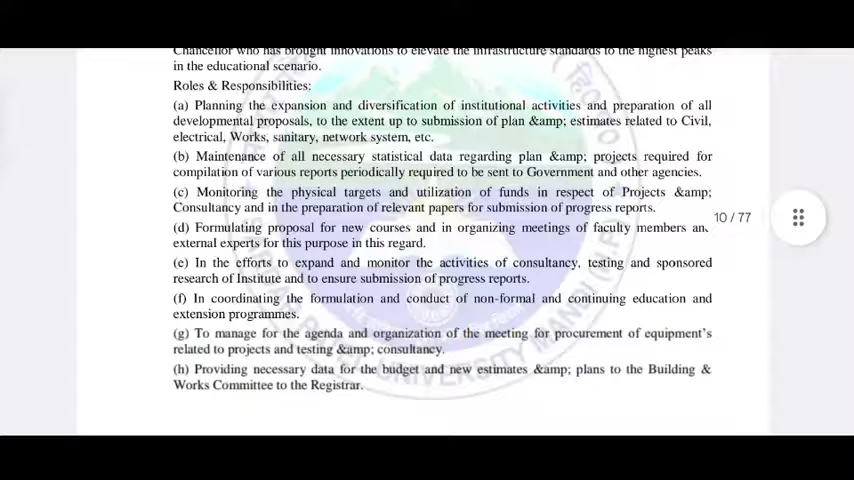 Chancellor who has brought innovations to elevate the infrastructure standards to the highest peaks
in the educational scenario.
Roles & Responsibilities:
(a) Planning the expansion and diversification of institutional activities and preparation of all
developmental proposals, to the extent up to submission of plan &amp; estimates related to Civil,
electrical, Works, sanitary, network system, etc.
(b) Maintenance of all necessary statistical data regarding plan &amp; projects required for
compilation of various reports periodically required to be sent to Government and other agencies.
(c) Monitoring the physical targets and utilization of funds in respect of Projects &amp;
Consultancy and in the preparation of relevant papers for submission of progress reports.
10 / 77
(d) Formulating proposal for new courses and in organizing meetings of faculty members and
external experts for this purpose in this regard.
(e) In the efforts to expand and monitor the activities of consultancy, testing and sponsored
research of Institute and to ensure submission of progress reports.
(f) In coordinating the formulation and conduct of non-formal and continuing education and
extension programmes.
(g) To manage for the agenda and organization of the meeting for procurement of equipment's
related to projects and testing &amp; consultancy.
(h) Providing necessary data for the budget and new estimates &amp; plans to the Building &
Works Committee to the Registrar.
SARDAR PATEL UNIVERSITY MANDI (H.P.)